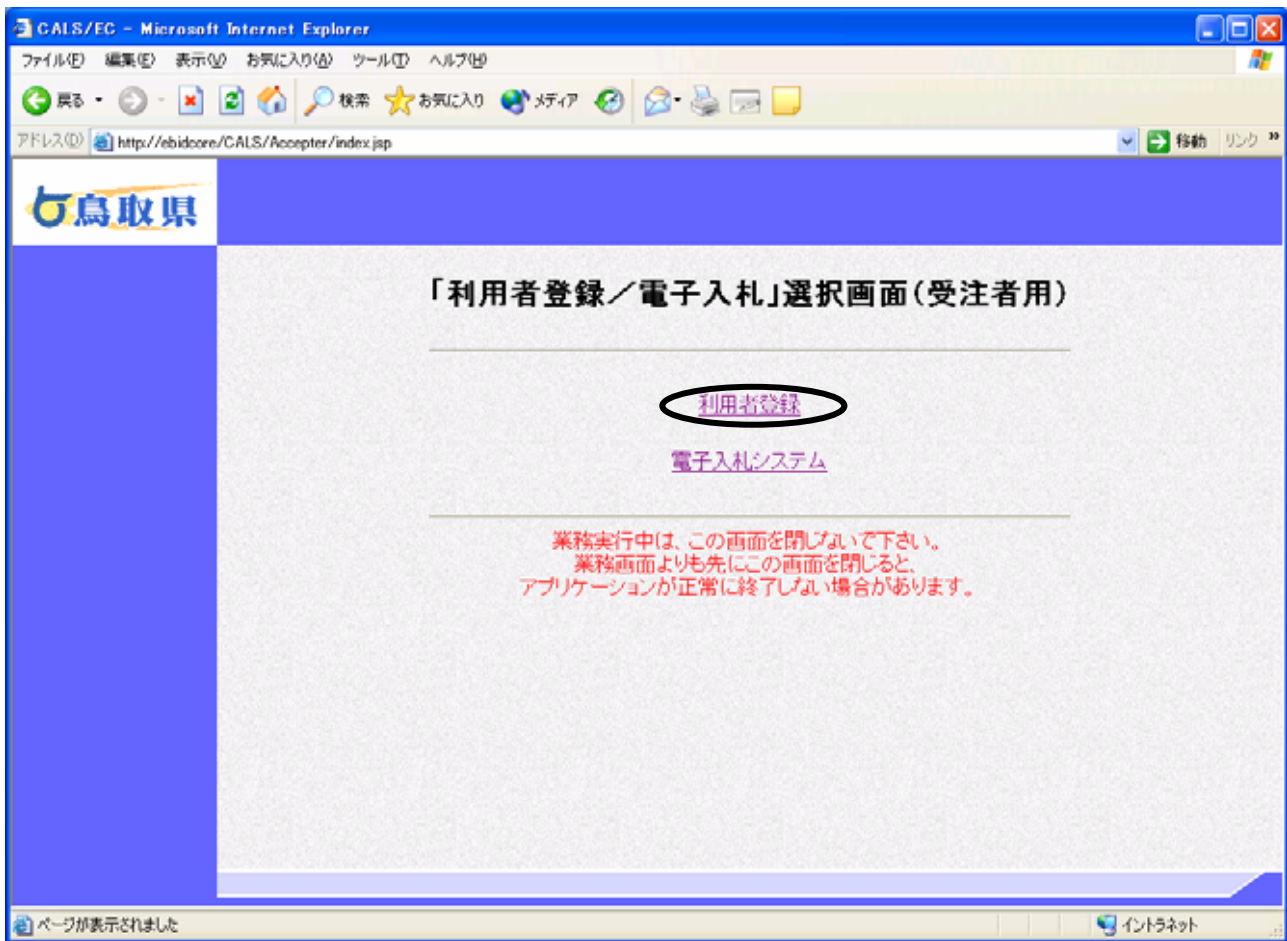 CALS/EC - Microsoft Internet Explorer
ファイル(F) 編集(E) 表示(V) お気に入り(A) ツール(T) ヘルプ(H)
戻る 検索 お気に入り メディア
アドレス(D) http://ebidcore/CALS/Accepter/index.jsp 移動 リンク »
鳥取県
「利用者登録／電子入札」選択画面(受注者用)
利用者登録
電子入札システム
業務実行中は、この画面を閉じないで下さい。
業務画面よりも先にこの画面を閉じると、
アプリケーションが正常に終了しない場合があります。
ページが表示されました イントラネット